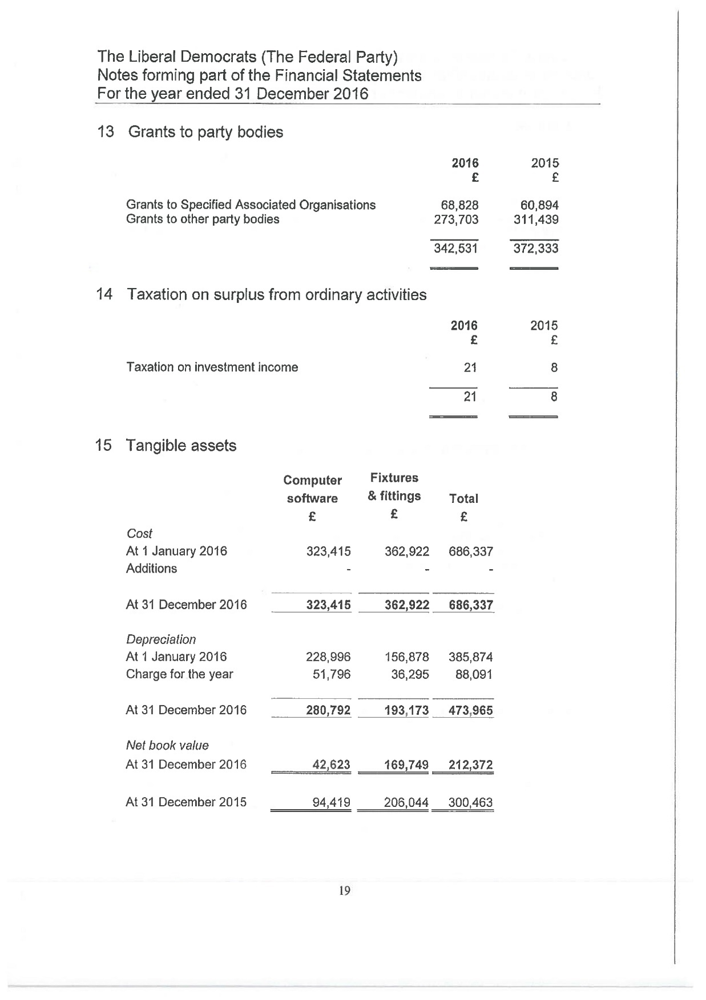 The Liberal Democrats (The Federal Party)
Notes forming part of the Financial Statements
For the year ended 31 December 2016
13 Grants to party bodies
2016 2015
£ £
Grants to Specified Associated Organisations 68,828 60,894
Grants to other party bodies 273,703 311,439
342,531 372,333
14 Taxation on surplus from ordinary activities
2016 2015
£ £
Taxation on investment income 21 8
21 8
15 Tangible assets
Computer Fixtures
software & fittings Total
£ £ £
Cost
At 1 January 2016 323,415 362,922 686,337
Additions - - -
At 31 December 2016 323,415 362,922 686,337
Depreciation
At 1 January 2016 228,996 156,878 385,874
Charge for the year 51,796 36,295 88,091
At 31 December 2016 280,792 193,173 473,965
Net book value
At 31 December 2016 42,623 169,749 212,372
At 31 December 2015 94,419 206,044 300,463
19